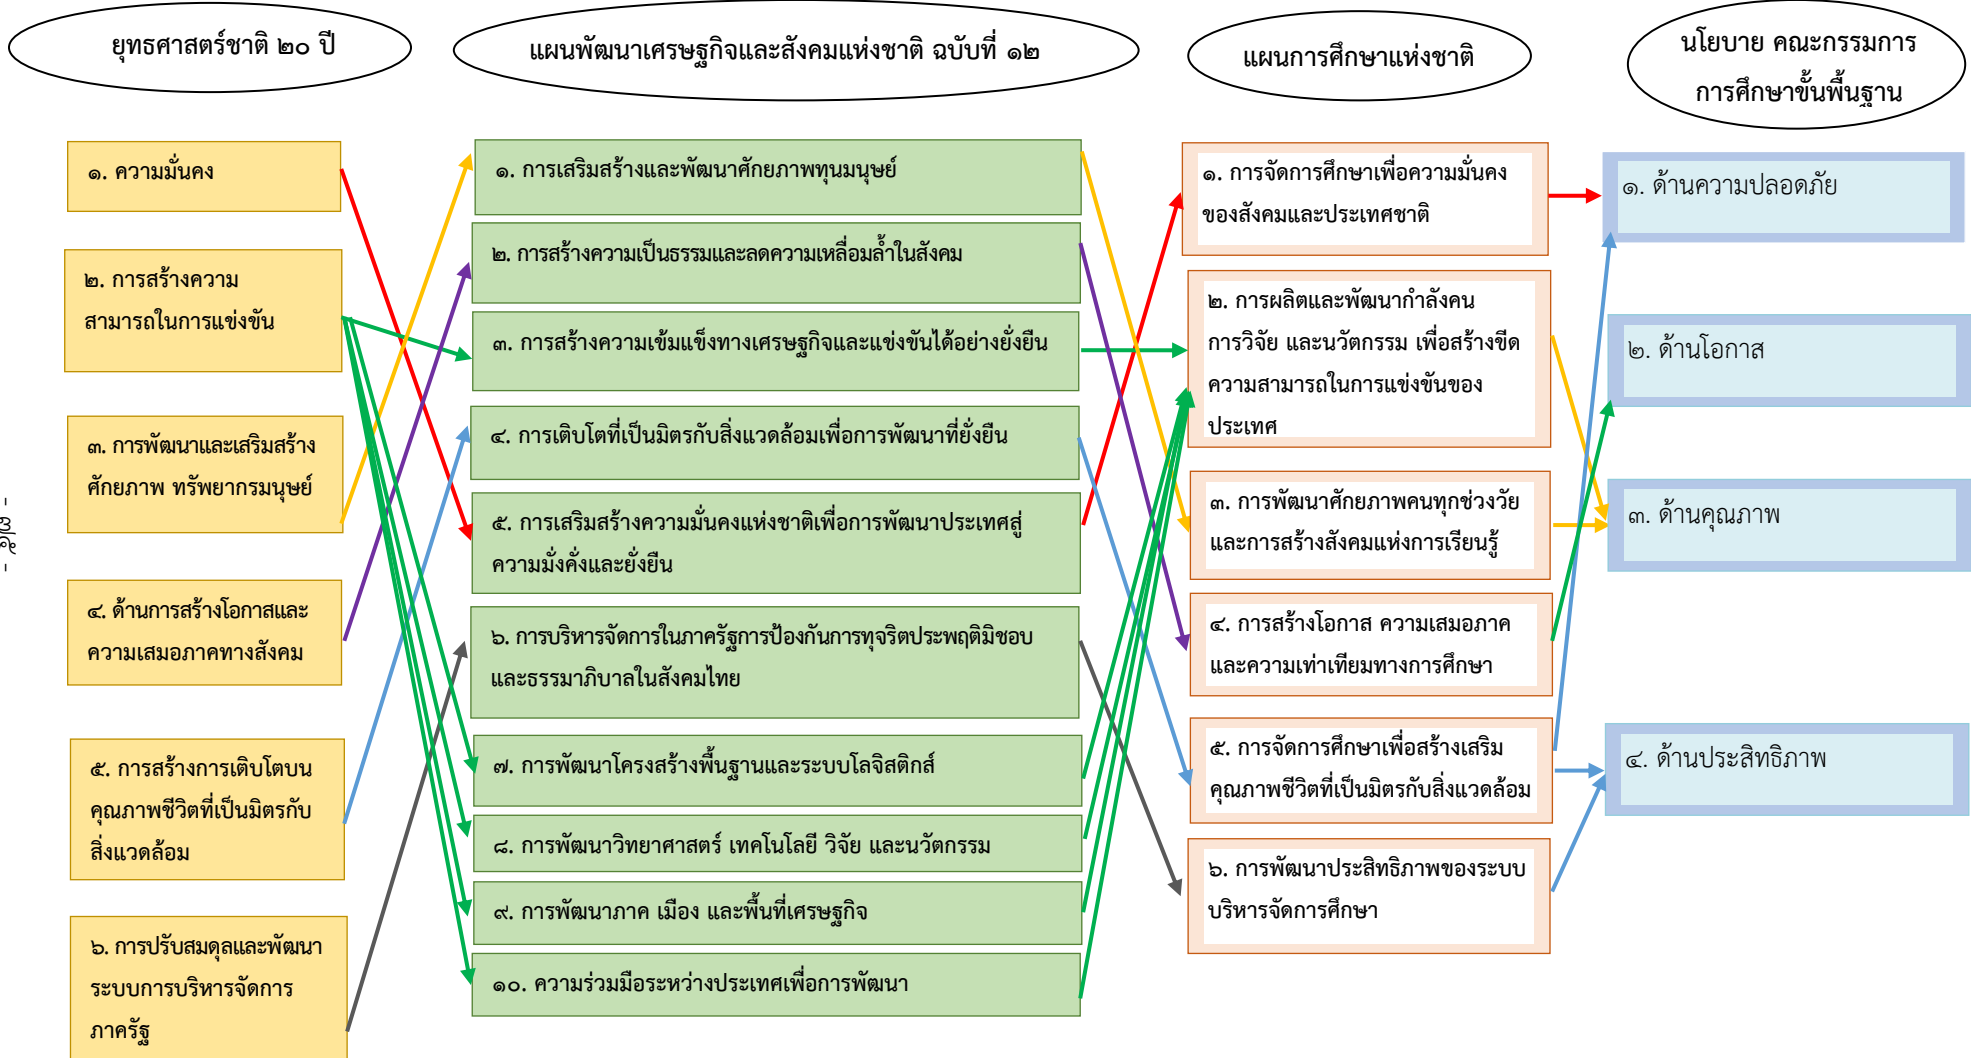 ยุทธศาสตร์ชาติ ๒๐ ปี
แผนพัฒนาเศรษฐกิจและสังคมแห่งชาติ ฉบับที่ ๑๒
แผนการศึกษาแห่งชาติ
นโยบาย คณะกรรมการ
การศึกษาขั้นพื้นฐาน
๑. ความมั่นคง
๒. การสร้างความ
สามารถในการแข่งขัน
๓. การพัฒนาและเสริมสร้าง
ศักยภาพ ทรัพยากรมนุษย์
๔. ด้านการสร้างโอกาสและ
ความเสมอภาคทางสังคม
๕. การสร้างการเติบโตบน
คุณภาพชีวิตที่เป็นมิตรกับ
สิ่งแวดล้อม
๖. การปรับสมดุลและพัฒนา
ระบบการบริหารจัดการ
ภาครัฐ
๑. การเสริมสร้างและพัฒนาศักยภาพทุนมนุษย์
๒. การสร้างความเป็นธรรมและลดความเหลื่อมล้ำในสังคม
๓. การสร้างความเข้มแข็งทางเศรษฐกิจและแข่งขันได้อย่างยั่งยืน
๔. การเติบโตที่เป็นมิตรกับสิ่งแวดล้อมเพื่อการพัฒนาที่ยั่งยืน
๕. การเสริมสร้างความมั่นคงแห่งชาติเพื่อการพัฒนาประเทศสู่
ความมั่งคั่งและยั่งยืน
๖. การบริหารจัดการในภาครัฐการป้องกันการทุจริตประพฤติมิชอบ
และธรรมาภิบาลในสังคมไทย
๗. การพัฒนาโครงสร้างพื้นฐานและระบบโลจิสติกส์
๘. การพัฒนาวิทยาศาสตร์ เทคโนโลยี วิจัย และนวัตกรรม
๙. การพัฒนาภาค เมือง และพื้นที่เศรษฐกิจ
๑๐. ความร่วมมือระหว่างประเทศเพื่อการพัฒนา
๑. การจัดการศึกษาเพื่อความมั่นคง
ของสังคมและประเทศชาติ
๒. การผลิตและพัฒนากำลังคน
การวิจัย และนวัตกรรม เพื่อสร้างขีด
ความสามารถในการแข่งขันของ
ประเทศ
๓. การพัฒนาศักยภาพคนทุกช่วงวัย
และการสร้างสังคมแห่งการเรียนรู้
๔. การสร้างโอกาส ความเสมอภาค
และความเท่าเทียมทางการศึกษา
๕. การจัดการศึกษาเพื่อสร้างเสริม
คุณภาพชีวิตที่เป็นมิตรกับสิ่งแวดล้อม
๖. การพัฒนาประสิทธิภาพของระบบ
บริหารจัดการศึกษา
๑. ด้านความปลอดภัย
๒. ด้านโอกาส
๓. ด้านคุณภาพ
๔. ด้านประสิทธิภาพ